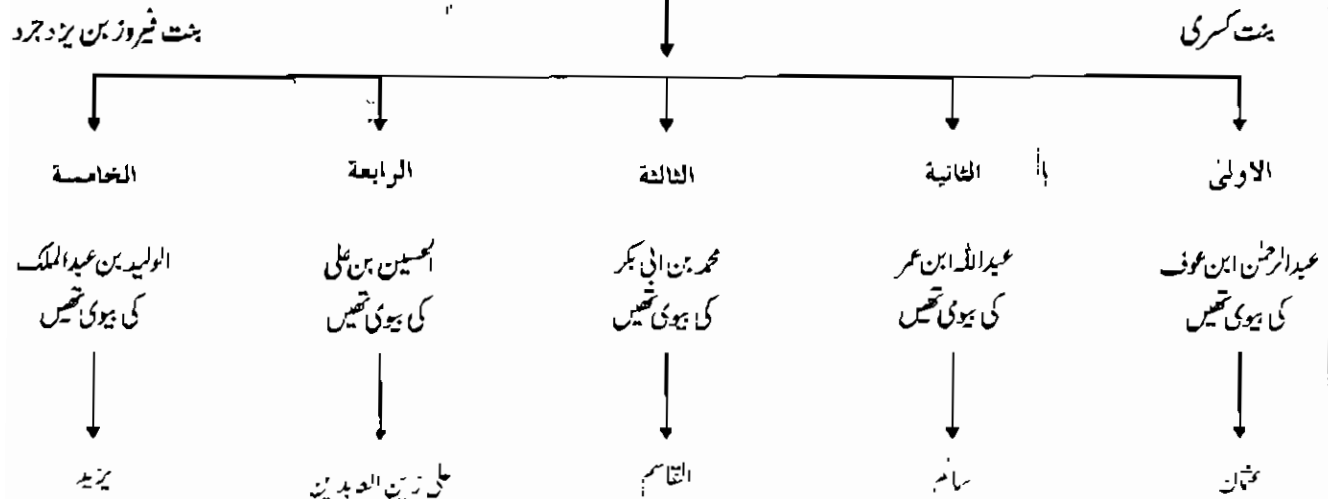 بنت کسریٰ
بنت فیروز بن یزدجرد
الاولیٰ
الثانیة
الثالثة
الرابعة
الخامسة
عبدالرحمٰن ابن عوف
کی بیوی تھیں
عبداللہ ابن عمر
کی بیوی تھیں
محمد بن ابی بکر
کی بیوی تھیں
الحسین بن علی
کی بیوی تھیں
الولید بن عبدالملک
کی بیوی تھیں
عثمان
سالم
القاسم
علی زین العابدین
یزید